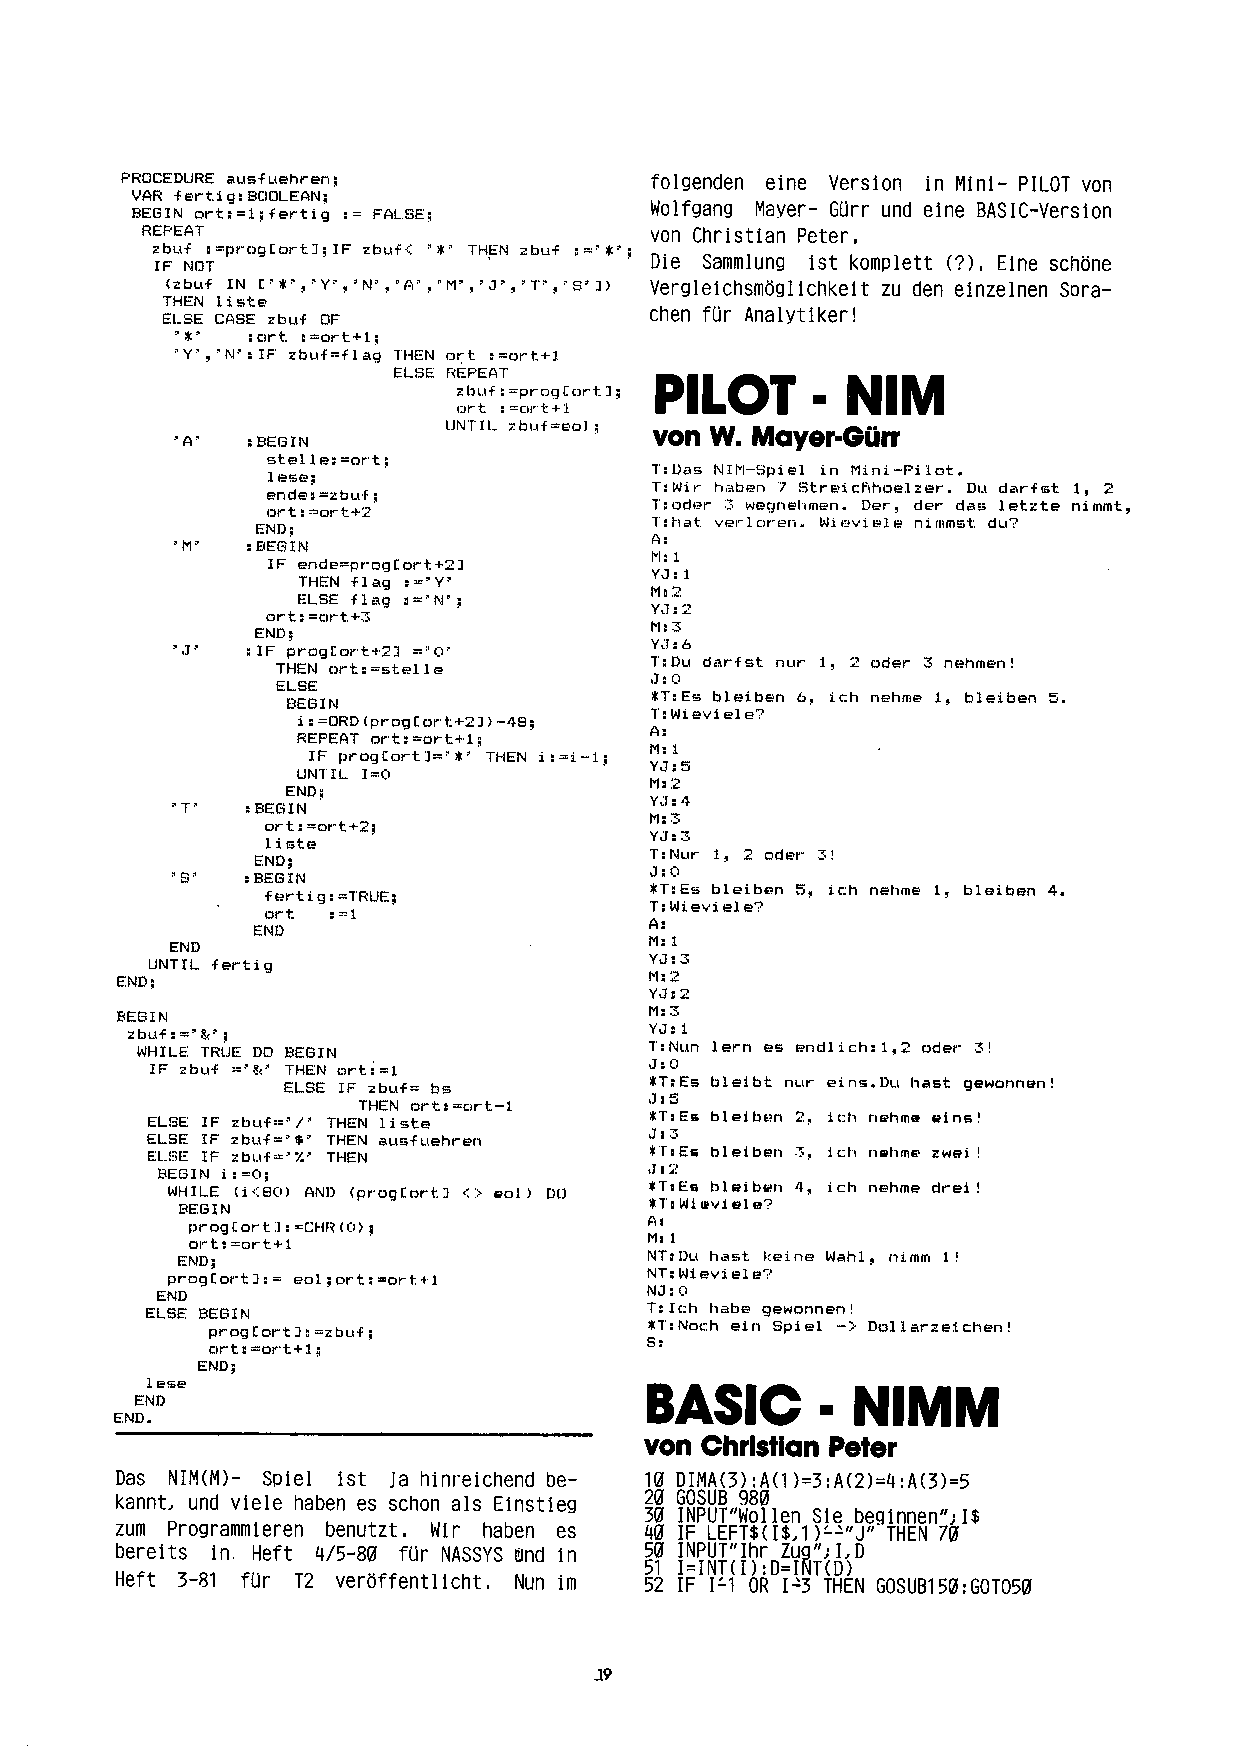 PROCEDURE ausfuehren;
VAR fertig:BOOLEAN;
BEGIN ort:=1;fertig := FALSE;
REPEAT
zbuf :=prog[ort];IF zbuf< '*' THEN zbuf :='*';
IF NOT
(zbuf IN ['*','Y','N','A','M','J','T','S'])
THEN liste
ELSE CASE zbuf OF
'*' :ort :=ort+1;
'Y','N':IF zbuf=flag THEN ort :=ort+1
ELSE REPEAT
zbuf:=prog[ort];
ort :=ort+1
UNTIL zbuf=eol;
'A' :BEGIN
stelle:=ort;
lese;
ende:=zbuf;
ort:=ort+2
END;
'M' :BEGIN
IF ende=prog[ort+2]
THEN flag :='Y'
ELSE flag :='N';
ort:=ort+3
END;
'J' :IF prog[ort+2] ='0'
THEN ort:=stelle
ELSE
BEGIN
i:=ORD(prog[ort+2])-48;
REPEAT ort:=ort+1;
IF prog[ort]='*' THEN i:=i-1;
UNTIL I=0
END;
'T' :BEGIN
ort:=ort+2;
liste
END;
'S' :BEGIN
fertig:=TRUE;
ort :=1
END
END
UNTIL fertig
END;
BEGIN
zbuf:='&';
WHILE TRUE DO BEGIN
IF zbuf ='&' THEN ort:=1
ELSE IF zbuf= bs
THEN ort:=ort-1
ELSE IF zbuf='/' THEN liste
ELSE IF zbuf='$' THEN ausfuehren
ELSE IF zbuf='%' THEN
BEGIN i:=0;
WHILE (i<80) AND (prog[ort] <> eol) DO
BEGIN
prog[ort]:=CHR(0);
ort:=ort+1
END;
prog[ort]:= eol;ort:=ort+1
END
ELSE BEGIN
prog[ort]:=zbuf;
ort:=ort+1;
END;
lese
END
END.
Das NIM(M)- Spiel ist ja hinreichend be-
kannt, und viele haben es schon als Einstieg
zum Programmieren benutzt. Wir haben es
bereits in. Heft 4/5-80 für NASSYS und in
Heft 3-81 für T2 veröffentlicht. Nun im
folgenden eine Version in Mini- PILOT von
Wolfgang Mayer- Gürr und eine BASIC-Version
von Christian Peter.
Die Sammlung ist komplett (?). Eine schöne
Vergleichsmöglichkeit zu den einzelnen Sora-
chen für Analytiker!
PILOT - NIM
von W. Mayer-Gürr
T:Das NIM-Spiel in Mini-Pilot.
T:Wir haben 7 Streichhoelzer. Du darfst 1, 2
T:oder 3 wegnehmen. Der, der das letzte nimmt,
T:hat verloren. Wieviele nimmst du?
A:
M:1
YJ:1
M:2
YJ:2
M:3
YJ:6
T:Du darfst nur 1, 2 oder 3 nehmen!
J:0
*T:Es bleiben 6, ich nehme 1, bleiben 5.
T:Wieviele?
A:
M:1
YJ:5
M:2
YJ:4
M:3
YJ:3
T:Nur 1, 2 oder 3!
J:0
*T:Es bleiben 5, ich nehme 1, bleiben 4.
T:Wieviele?
A:
M:1
YJ:3
M:2
YJ:2
M:3
YJ:1
T:Nun lern es endlich:1,2 oder 3!
J:0
*T:Es bleibt nur eins.Du hast gewonnen!
J:5
*T:Es bleiben 2, ich nehme eins!
J:3
*T:Es bleiben 3, ich nehme zwei!
J:2
*T:Es bleiben 4, ich nehme drei!
*T:Wieviele?
A:
M:1
NT:Du hast keine Wahl, nimm 1!
NT:Wieviele?
NJ:0
T:Ich habe gewonnen!
*T:Noch ein Spiel -> Dollarzeichen!
S:
BASIC - NIMM
von Christian Peter
10 DIMA(3):A(1)=3:A(2)=4:A(3)=5
20 GOSUB 980
30 INPUT"Wollen Sie beginnen";I$
40 IF LEFT$(I$,1)"J" THEN 70
50 INPUT"Ihr Zug";I,D
51 I=INT(I):D=INT(D)
52 IF I 1 OR I 3 THEN GOSUB150:GOTO50
19